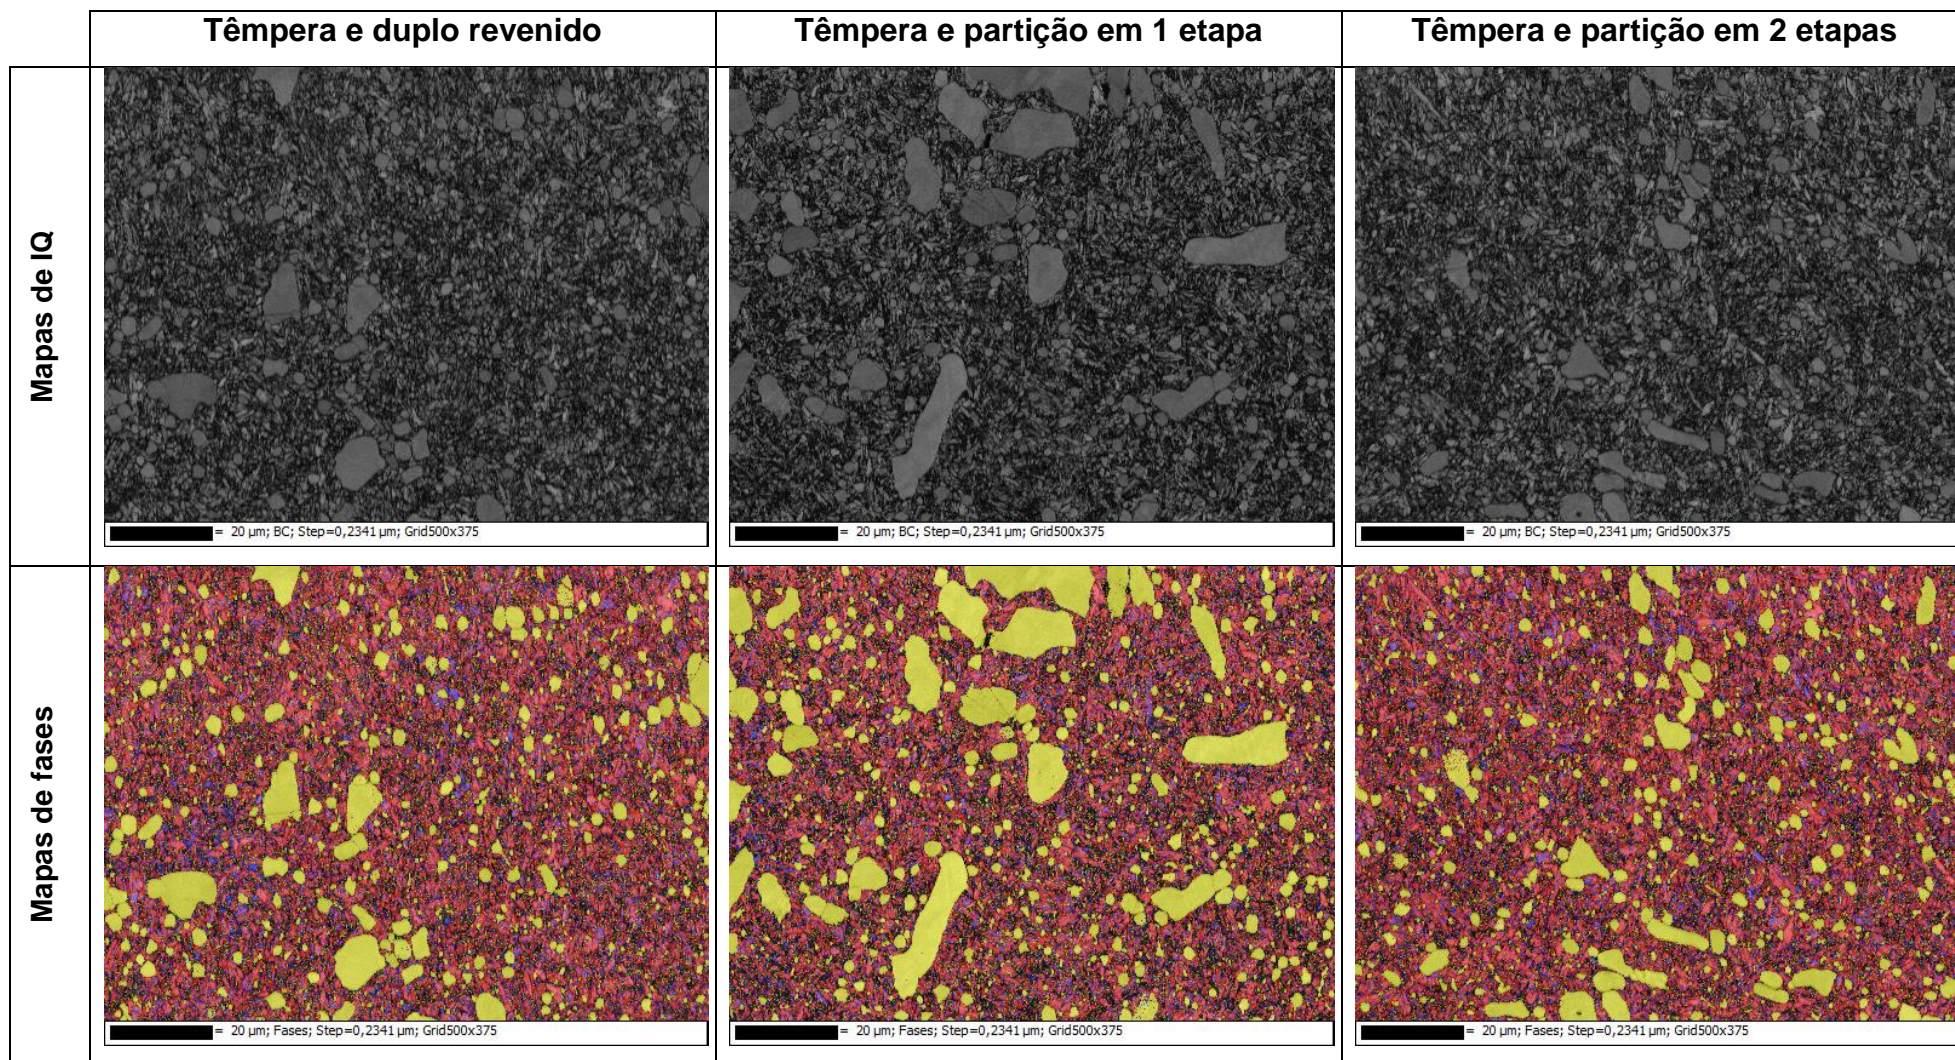 Têmpera e duplo revenido
Têmpera e partição em 1 etapa
Têmpera e partição em 2 etapas
Mapas de IQ
= 20 µm; BC; Step=0,2341 µm; Grid500x375
= 20 µm; BC; Step=0,2341 µm; Grid500x375
= 20 µm; BC; Step=0,2341 µm; Grid500x375
Mapas de fases
= 20 µm; Fases; Step=0,2341 µm; Grid500x375
= 20 µm; Fases; Step=0,2341 µm; Grid500x375
= 20 µm; Fases; Step=0,2341 µm; Grid500x375